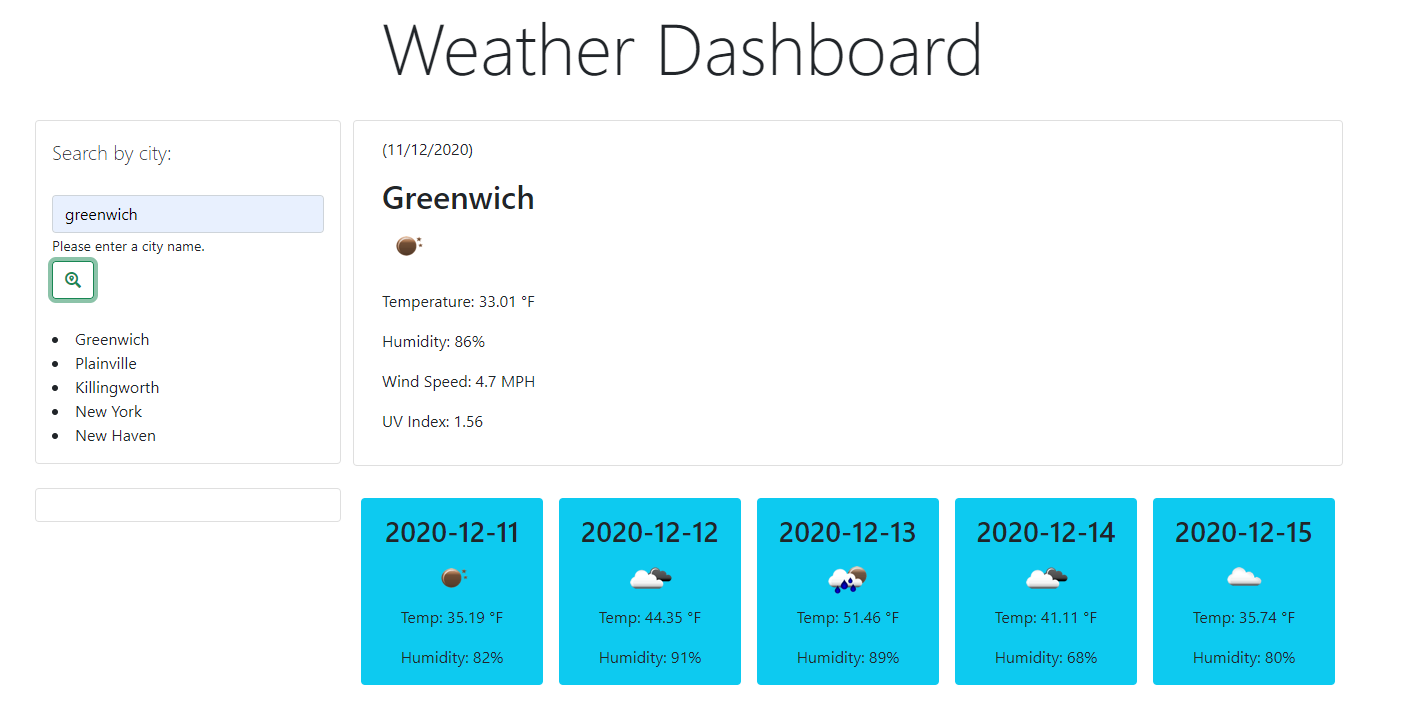 Weather Dashboard
Search by city:
greenwich
Please enter a city name.
Greenwich
Plainville
Killingworth
New York
New Haven
(11/12/2020)
Greenwich
Temperature: 33.01 °F
Humidity: 86%
Wind Speed: 4.7 MPH
UV Index: 1.56
2020-12-11
Temp: 35.19 °F
Humidity: 82%
2020-12-12
Temp: 44.35 °F
Humidity: 91%
2020-12-13
Temp: 51.46 °F
Humidity: 89%
2020-12-14
Temp: 41.11 °F
Humidity: 68%
2020-12-15
Temp: 35.74 °F
Humidity: 80%